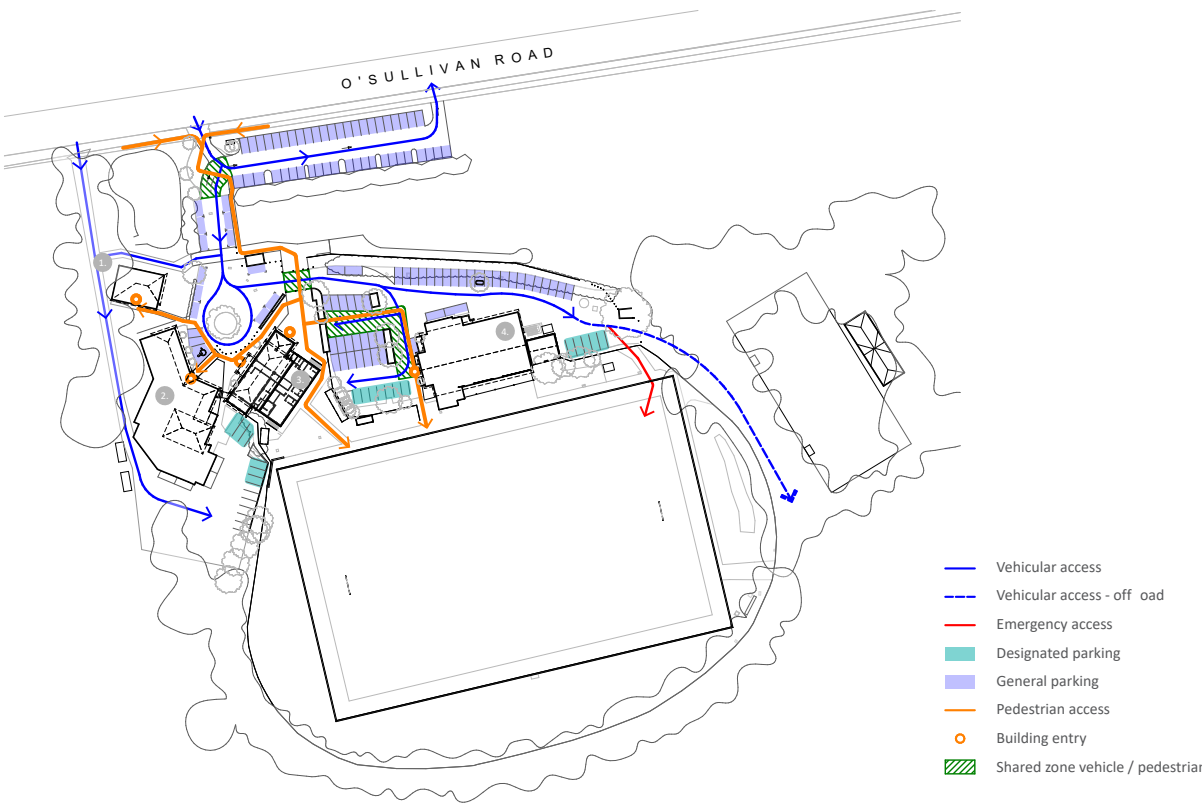 O'SULLIVAN ROAD
1.
2.
3.
4.
Vehicular access
Vehicular access - off oad
Emergency access
Designated parking
General parking
Pedestrian access
Building entry
Shared zone vehicle / pedestrian